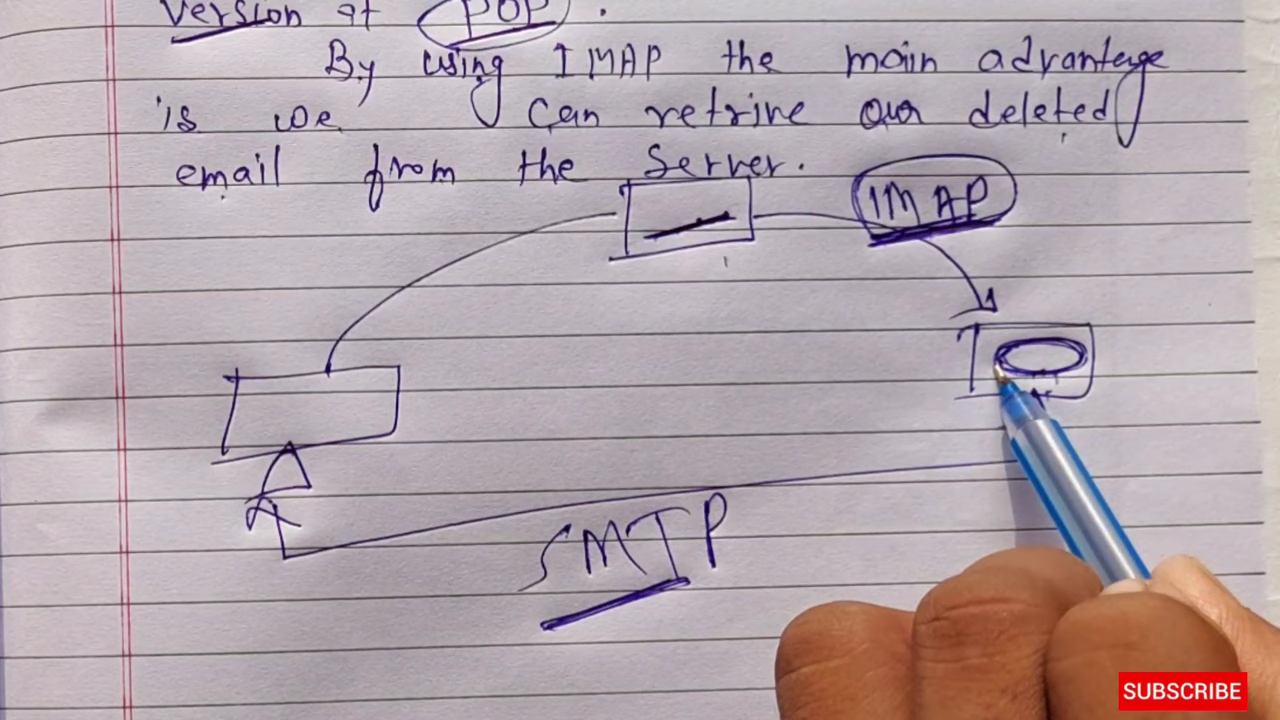 Version of POP.
By using IMAP the main advantage
is we can retrive our deleted
email from the Server.
IMAP
SMTP
SUBSCRIBE